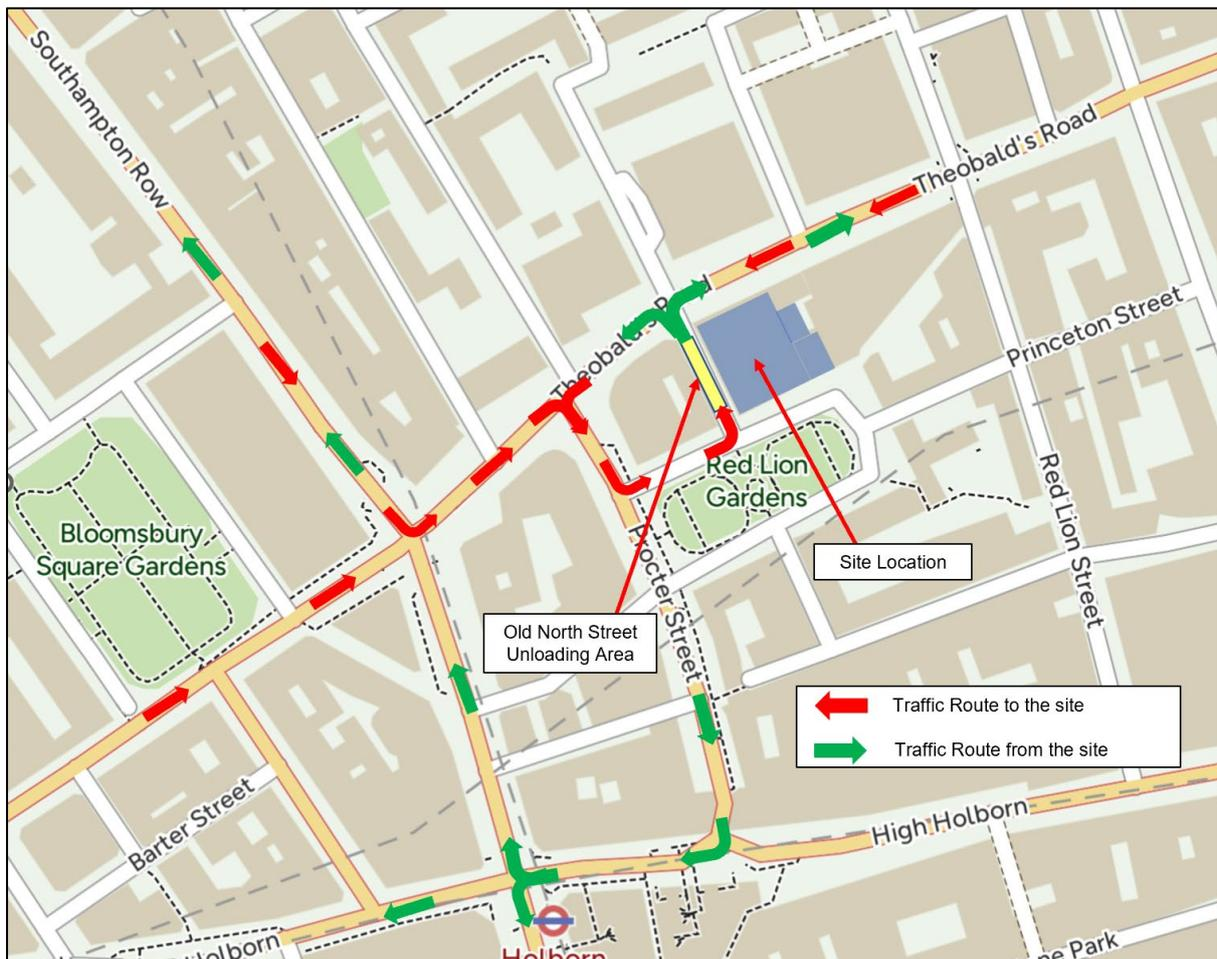 Southampton Row
Theobald's Road
Princeton Street
Theobald's Road
Red Lion
Gardens
Bloomsbury
Square Gardens
Site Location
Red Lion Street
Procter Street
Old North Street
Unloading Area
Traffic Route to the site
Traffic Route from the site
Barter Street
High Holborn
Holborn
Holborn